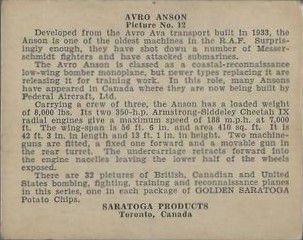 AVRO ANSON
Picture No. 12
Developed from the Avro Ava transport built in 1933, the
Anson is one of the oldest machines in the R.A.F. Surpris-
ingly enough, they have shot down a number of Messer-
schmidt fighters and have attacked submarines.
The Avro Anson is classed as a coastal-reconnaissance
low-wing bomber monoplane, but newer types replacing it are
releasing it for training work. In this role, many Ansons
have appeared in Canada where they are now being built by
Federal Aircraft, Ltd.
Carrying a crew of three, the Anson has a loaded weight
of 8,000 lbs. Its two 350-h.p. Armstrong-Siddeley Cheetah IX
radial engines give a maximum speed of 188 m.p.h. at 7,000
ft. The wing-span is 56 ft. 6 in. and area 410 sq. ft. It is
42 ft. 3 in. in length and 13 ft. 1 in. in height. Two machine-
guns are fitted, a fixed one forward and a movable gun in
the rear turret. The undercarriage retracts forward into
the engine nacelles leaving the lower half of the wheels
exposed.
There are 32 pictures of British, Canadian and United
States bombing, fighting, training and reconnaissance planes
in this series, one in each package of GOLDEN SARATOGA
Potato Chips.
SARATOGA PRODUCTS
Toronto, Canada